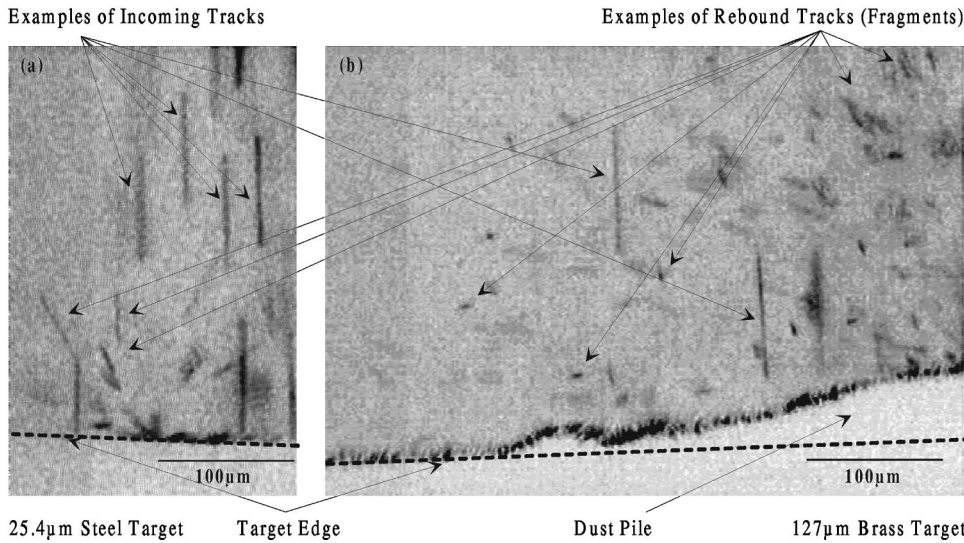 Examples of Incoming Tracks
Examples of Rebound Tracks (Fragments)
(a)
(b)
100µm
100µm
25.4µm Steel Target
Target Edge
Dust Pile
127µm Brass Target